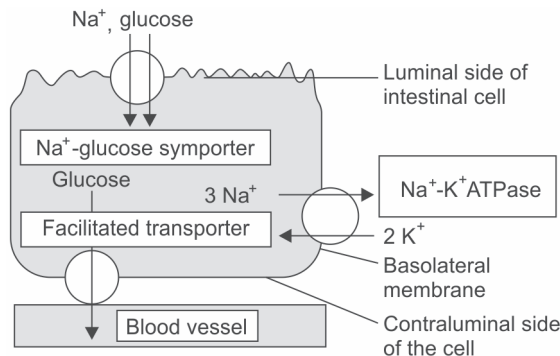 Na⁺, glucose
Luminal side of
intestinal cell
Na⁺-glucose symporter
Glucose
3 Na⁺
Na⁺-K⁺ATPase
Facilitated transporter
2 K⁺
Basolateral
membrane
Blood vessel
Contraluminal side
of the cell